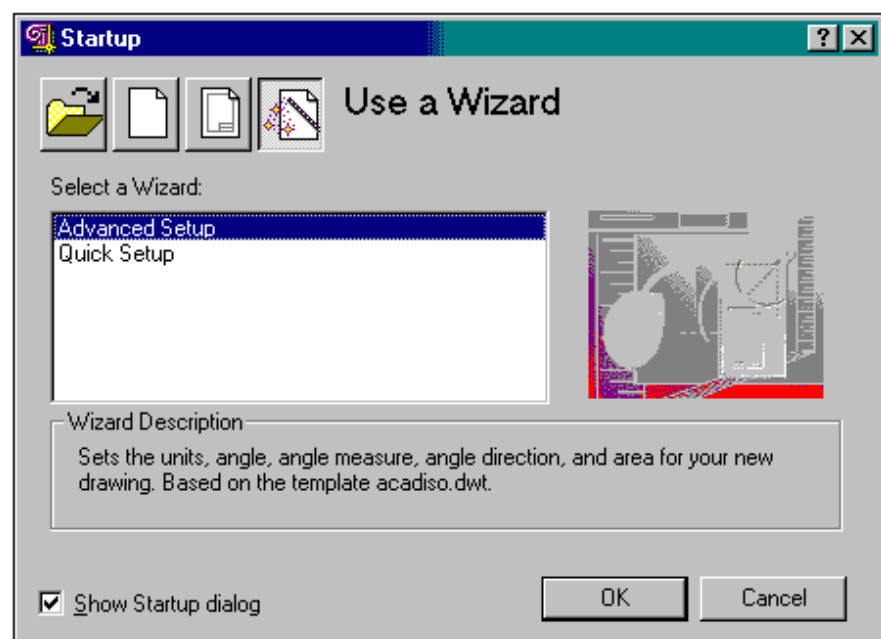 Startup
Use a Wizard
Select a Wizard:
Advanced Setup
Quick Setup
Wizard Description
Sets the units, angle, angle measure, angle direction, and area for your new
drawing. Based on the template acadiso.dwt.
Show Startup dialog
OK
Cancel